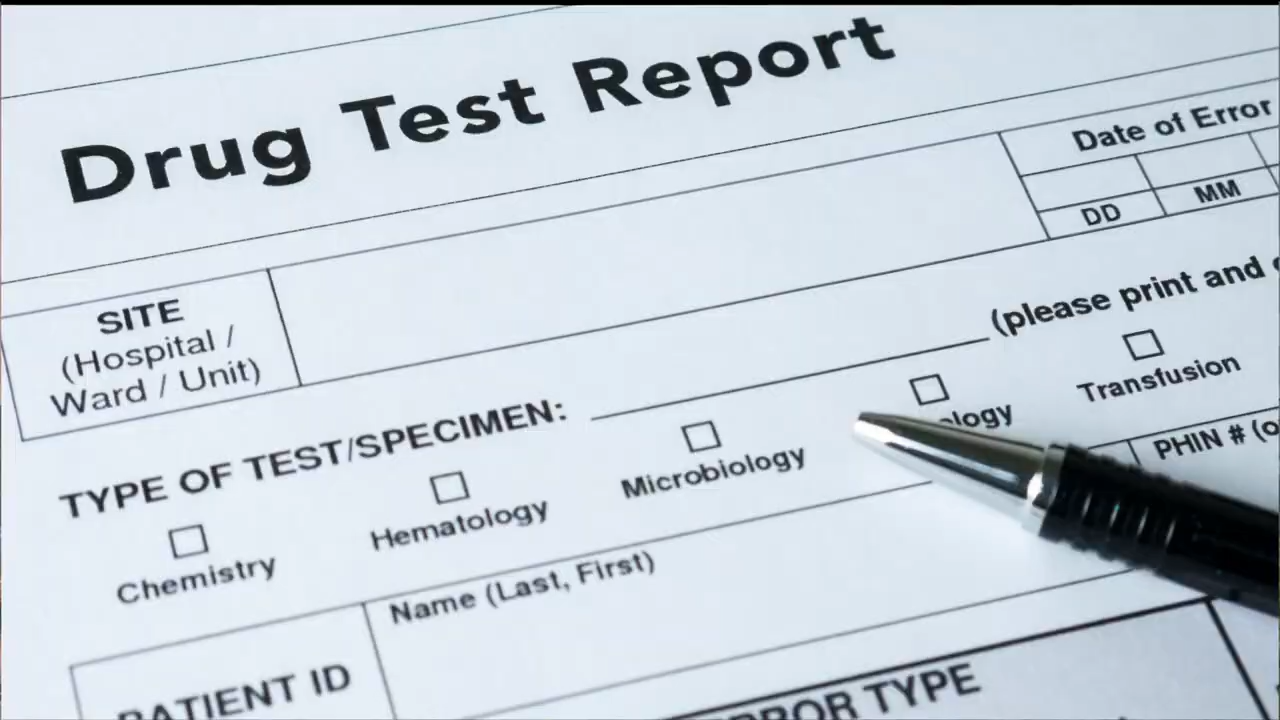 Drug Test Report
Date of Error
DD
MM
SITE
(Hospital /
Ward / Unit)
TYPE OF TEST/SPECIMEN:
(please print and
Chemistry
Hematology
Microbiology
Transfusion
PATIENT ID
Name (Last, First)
PHIN #
TYPE